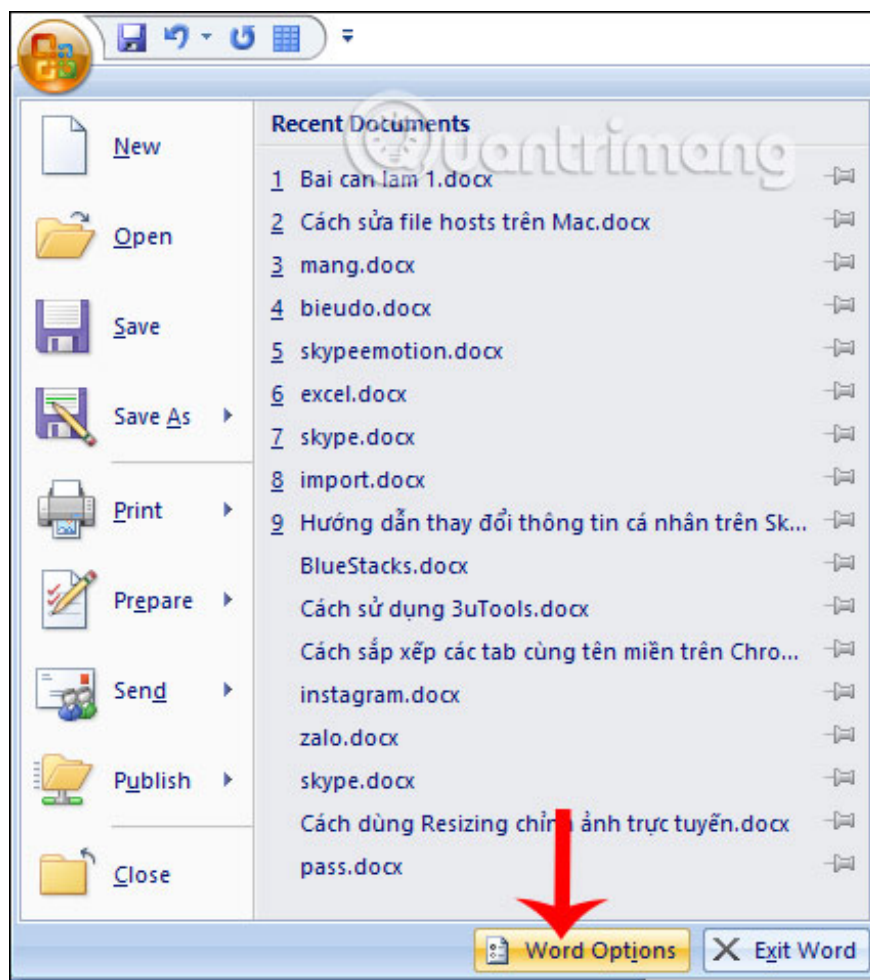 New
Open
Save
Save As
Print
Prepare
Send
Publish
Close
Recent Documents
Quantrimang
1 Bai can lam 1.docx
2 Cách sửa file hosts trên Mac.docx
3 mang.docx
4 bieudo.docx
5 skypeemotion.docx
6 excel.docx
7 skype.docx
8 import.docx
9 Hướng dẫn thay đổi thông tin cá nhân trên Sk...
BlueStacks.docx
Cách sử dụng 3uTools.docx
Cách sắp xếp các tab cùng tên miền trên Chro...
instagram.docx
zalo.docx
skype.docx
Cách dùng Resizing chỉnh ảnh trực tuyến.docx
pass.docx
Word Options
Exit Word